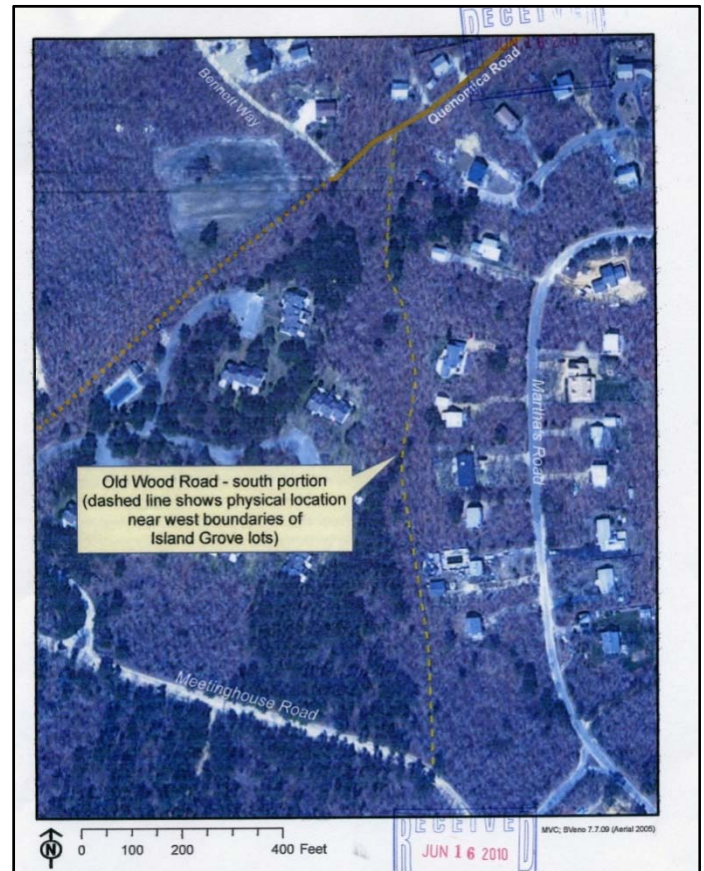 Bennott Way
Quenomica Road
Martha's Road
Old Wood Road - south portion
(dashed line shows physical location
near west boundaries of
Island Grove lots)
Meetinghouse Road
N 0 100 200 400 Feet
MVC; BVeno 7.7.09 (Aerial 2005)
RECEIVED
JUN 16 2010